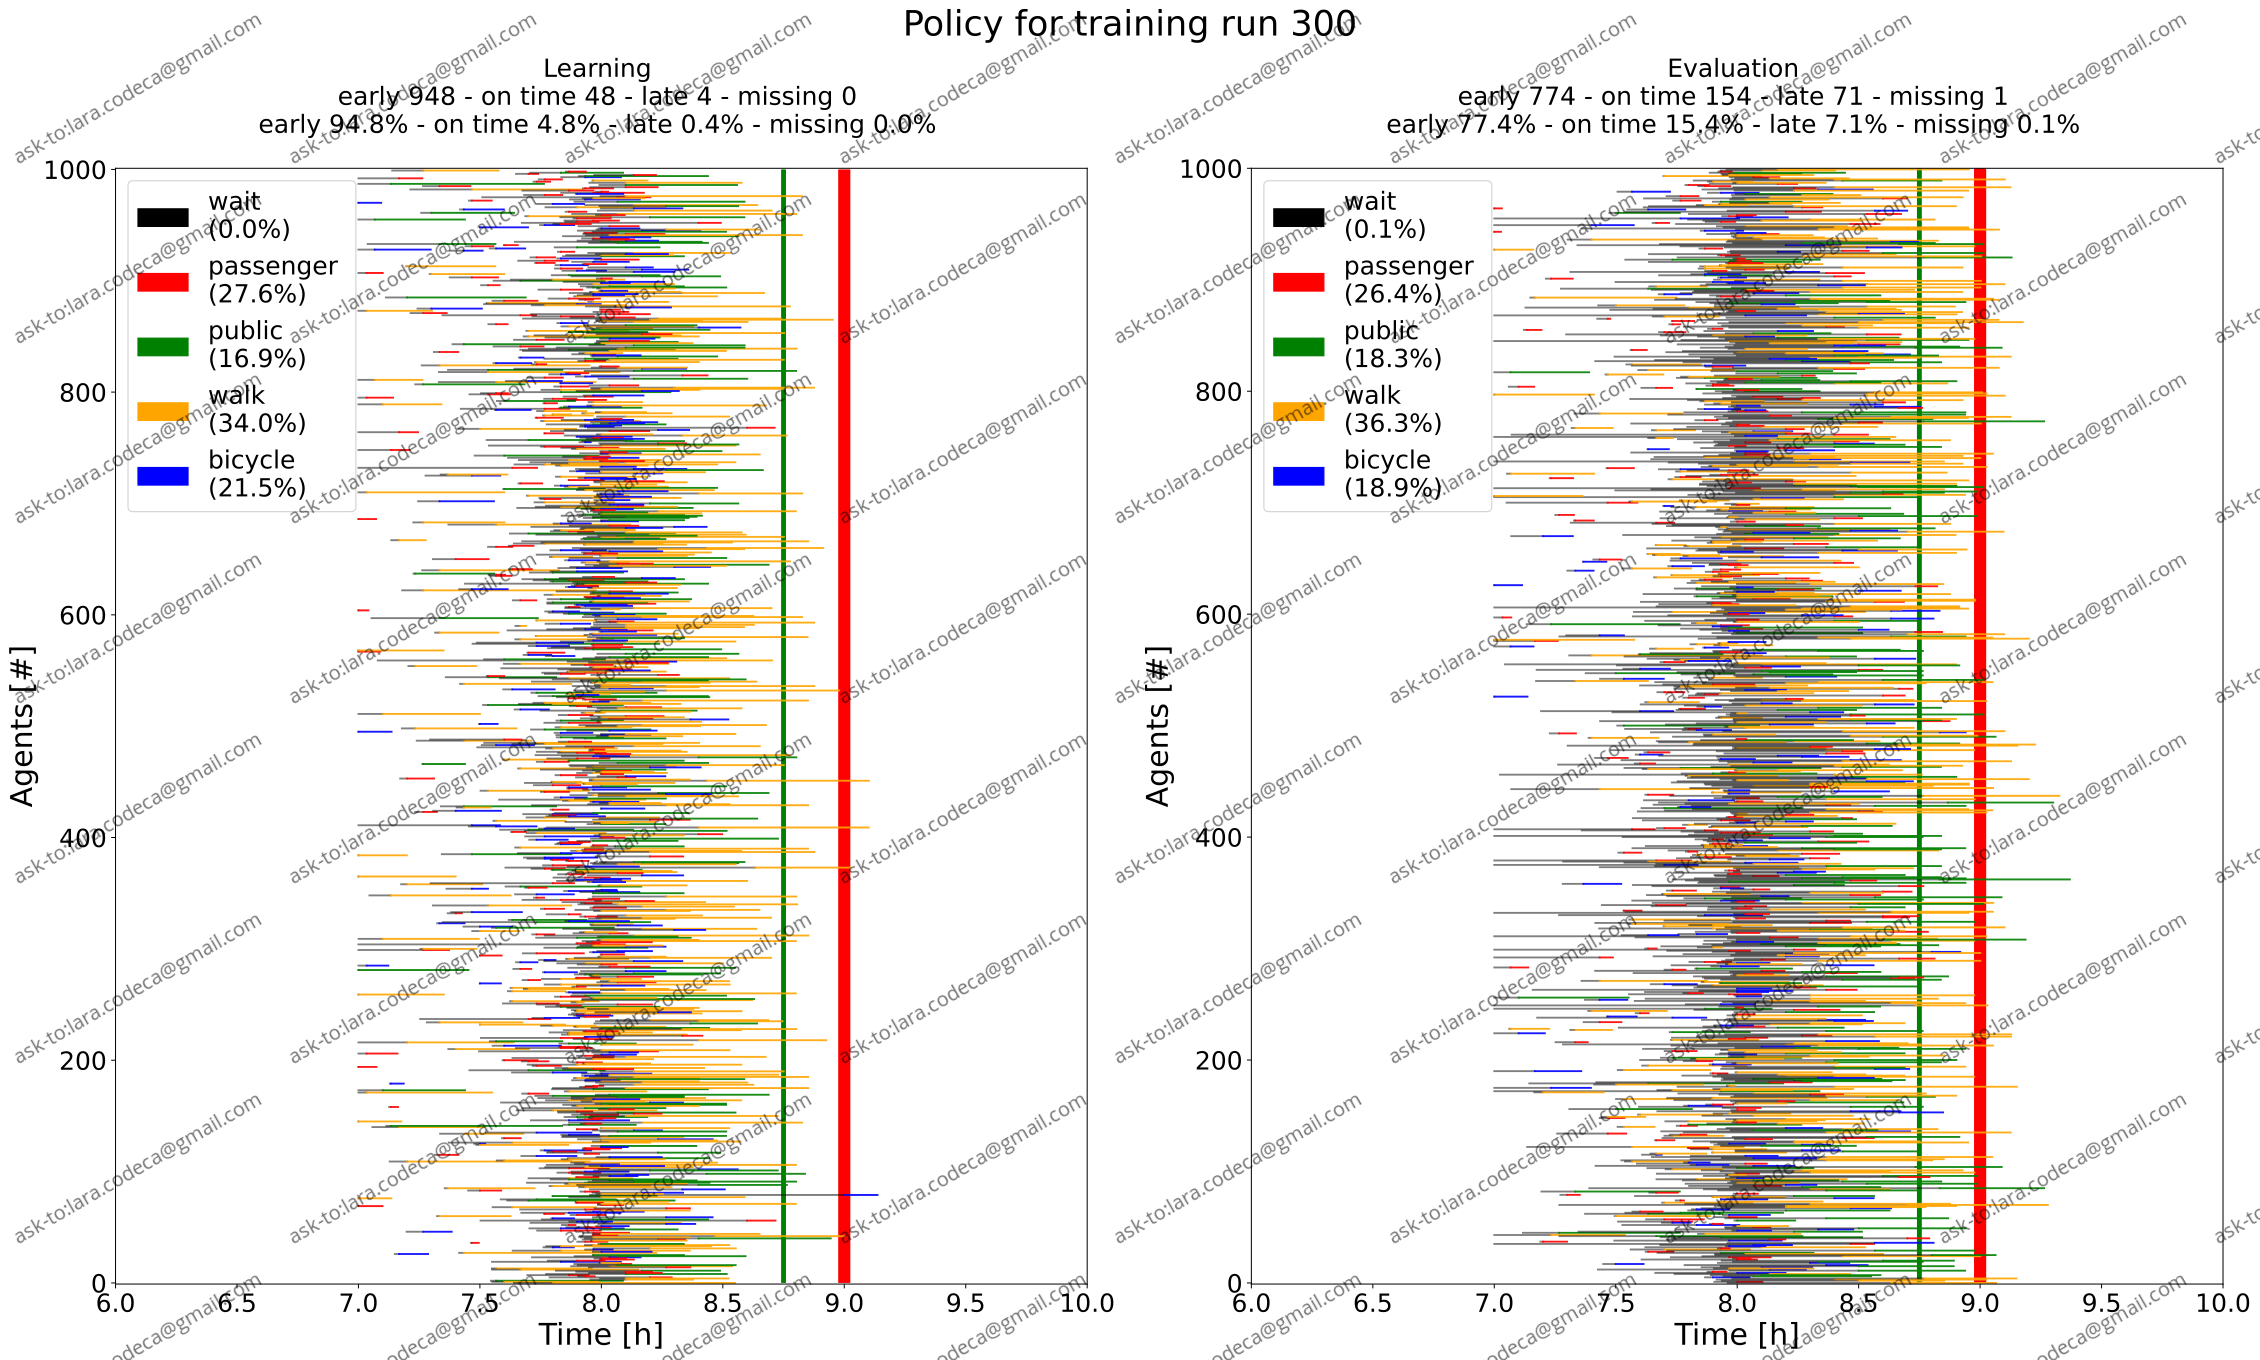 Policy for training run 300
Learning
early 948 - on time 48 - late 4 - missing 0
early 94.8% - on time 4.8% - late 0.4% - missing 0.0%
1000
800
600
400
200
0
Agents [#]
wait
(0.0%)
passenger
(27.6%)
public
(16.9%)
walk
(34.0%)
bicycle
(21.5%)
6.0 6.5 7.0 7.5 8.0 8.5 9.0 9.5 10.0
Time [h]
Evaluation
early 774 - on time 154 - late 71 - missing 1
early 77.4% - on time 15.4% - late 7.1% - missing 0.1%
1000
800
600
400
200
0
Agents [#]
wait
(0.1%)
passenger
(26.4%)
public
(18.3%)
walk
(36.3%)
bicycle
(18.9%)
6.0 6.5 7.0 7.5 8.0 8.5 9.0 9.5 10.0
Time [h]
ask-to:lara.codeca@gmail.com